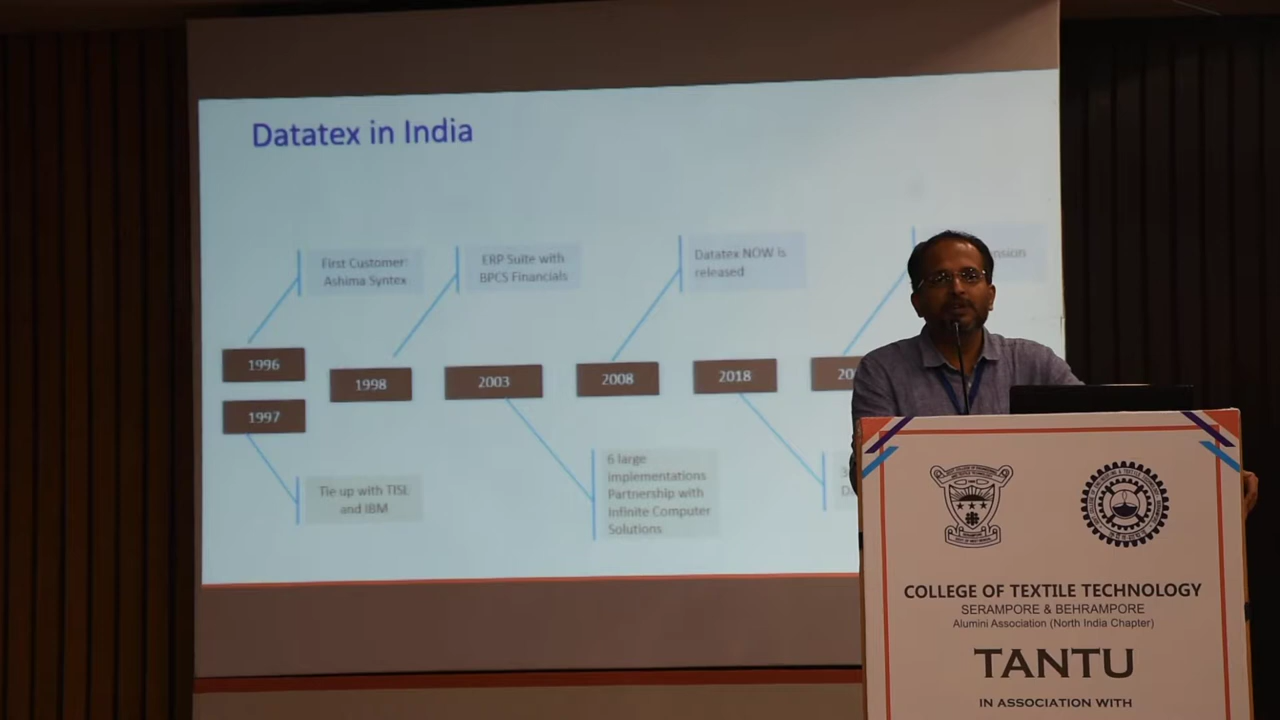 Datatex in India
First Customer:
Ashima Syntex
ERP Suite with
BPCS Financials
Datatex NOW is
released
1996
1998
2003
2008
2018
20
1997
Tie up with TISL
and IBM
6 large
implementations
Partnership with
Infinite Computer
Solutions
COLLEGE OF TEXTILE TECHNOLOGY
SERAMPORE & BEHRAMPORE
Alumini Association (North India Chapter)
TANTU
IN ASSOCIATION WITH